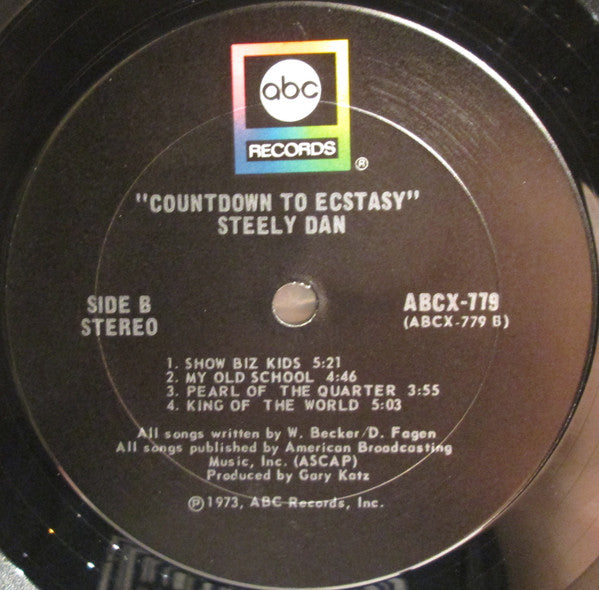 abc
RECORDS
®
"COUNTDOWN TO ECSTASY"
STEELY DAN
SIDE B
STEREO
ABCX-779
(ABCX-779 B)
1. SHOW BIZ KIDS 5:21
2. MY OLD SCHOOL 4:46
3. PEARL OF THE QUARTER 3:55
4. KING OF THE WORLD 5:03
All songs written by W. Becker/D. Fagen
All songs published by American Broadcasting
Music, Inc. (ASCAP)
Produced by Gary Katz
℗1973, ABC Records, Inc.